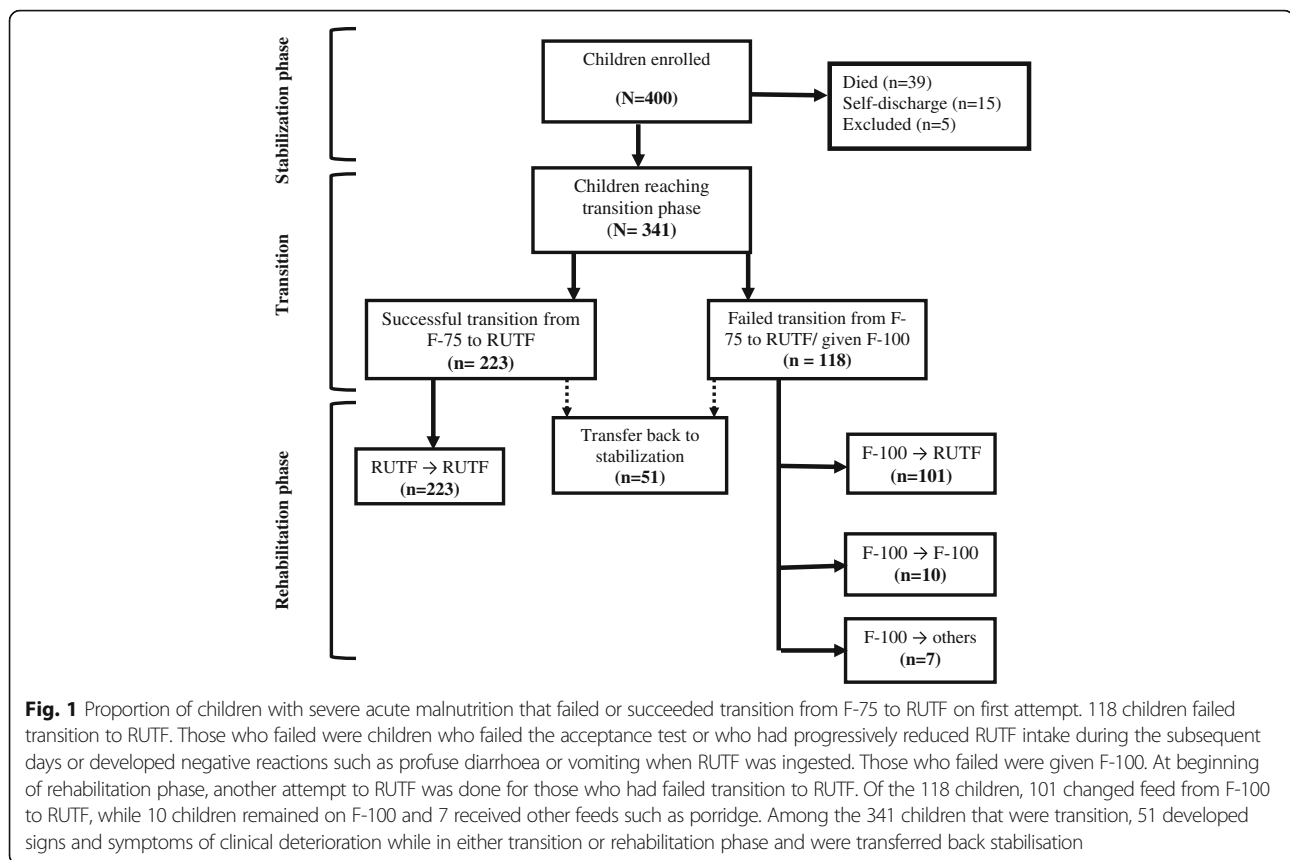 Stabilization phase
Children enrolled
(N=400)
Died (n=39)
Self-discharge (n=15)
Excluded (n=5)
Transition
Children reaching
transition phase
(N= 341)
Successful transition from
F-75 to RUTF
(n= 223)
Failed transition from F-
75 to RUTF/ given F-100
(n = 118)
Rehabilitation phase
RUTF → RUTF
(n=223)
Transfer back to
stabilization
(n=51)
F-100 → RUTF
(n=101)
F-100 → F-100
(n=10)
F-100 → others
(n=7)
Fig. 1 Proportion of children with severe acute malnutrition that failed or succeeded transition from F-75 to RUTF on first attempt. 118 children failed
transition to RUTF. Those who failed were children who failed the acceptance test or who had progressively reduced RUTF intake during the subsequent
days or developed negative reactions such as profuse diarrhoea or vomiting when RUTF was ingested. Those who failed were given F-100. At beginning
of rehabilitation phase, another attempt to RUTF was done for those who had failed transition to RUTF. Of the 118 children, 101 changed feed from F-100
to RUTF, while 10 children remained on F-100 and 7 received other feeds such as porridge. Among the 341 children that were transition, 51 developed
signs and symptoms of clinical deterioration while in either transition or rehabilitation phase and were transferred back stabilisation